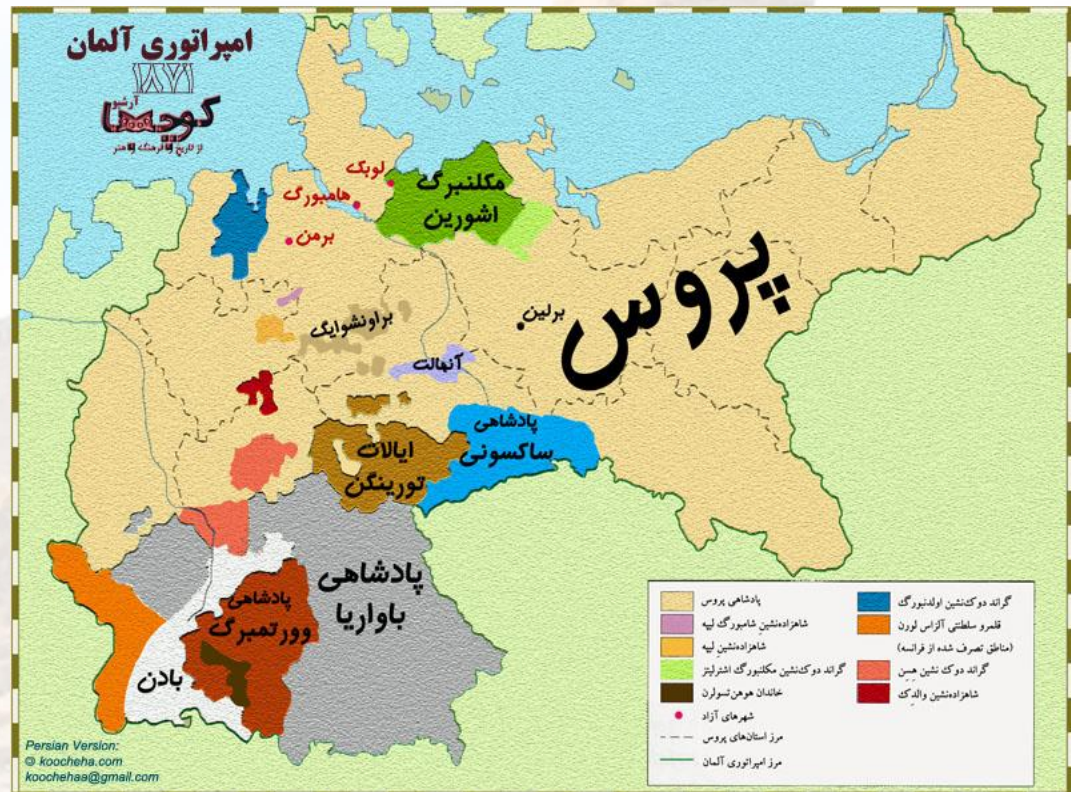 امپراتوری آلمان
۱۸۷۱
آرشیو
کوچه‌ها
از تاریخ و فرهنگ و هنر
لوبک
هامبورگ
برمن
مکلنبرگ
اشورین
پروس
برلین
براونشوایگ
آنهالت
پادشاهی
ساکسونی
ایالات
تورینگن
پادشاهی
باواریا
پادشاهی
وورتمبرگ
بادن
پادشاهی پروس
شاهزاده‌نشین شامبورگ لیپه
شاهزاده‌نشین لیپه
گراند دوک‌نشین مکلنبورگ اشترلیتز
خاندان هوهن‌تسولرن
شهرهای آزاد
مرز استان‌های پروس
مرز امپراتوری آلمان
گراند دوک‌نشین اولدنبورگ
قلمرو سلطنتی آلزاس لورن
(مناطق تصرف شده از فرانسه)
گراند دوک نشین هِسِن
شاهزاده‌نشین والدِک
Persian Version:
© koocheha.com
koochehaa@gmail.com